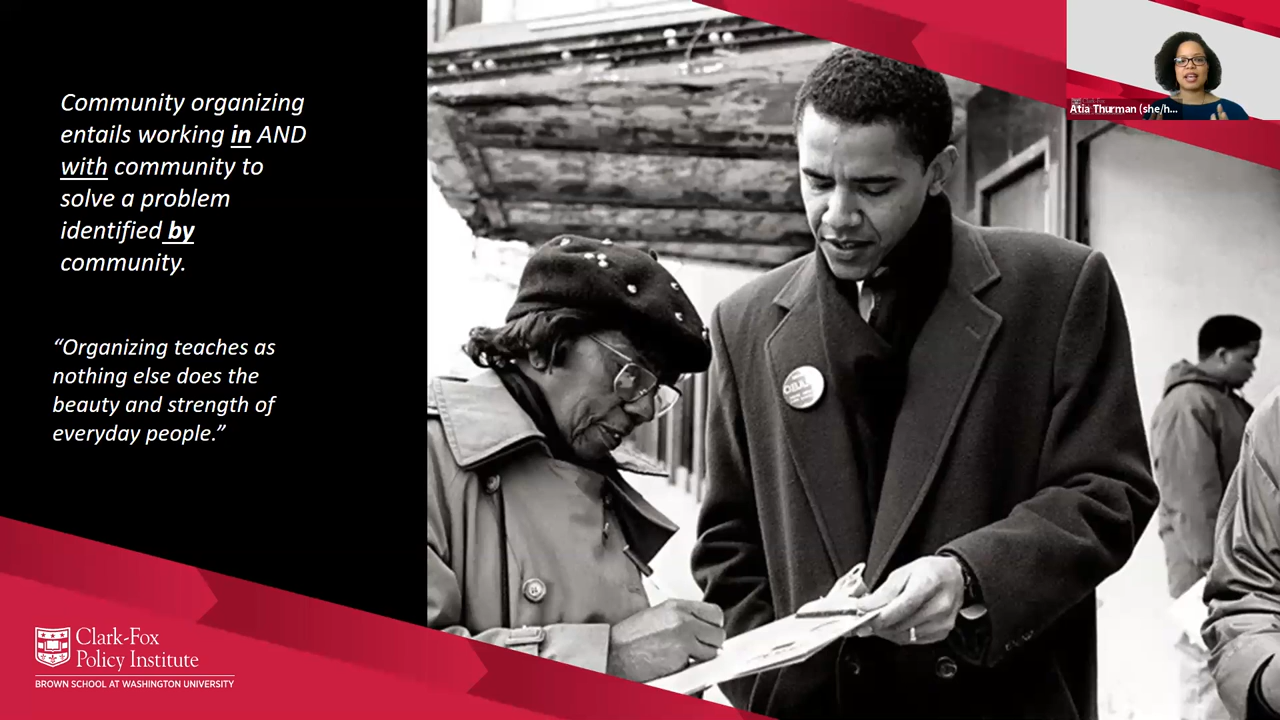 Community organizing
entails working in AND
with community to
solve a problem
identified by
community.
“Organizing teaches as
nothing else does the
beauty and strength of
everyday people.”
Atia Thurman (she/h...
Clark-Fox
Policy Institute
BROWN SCHOOL AT WASHINGTON UNIVERSITY